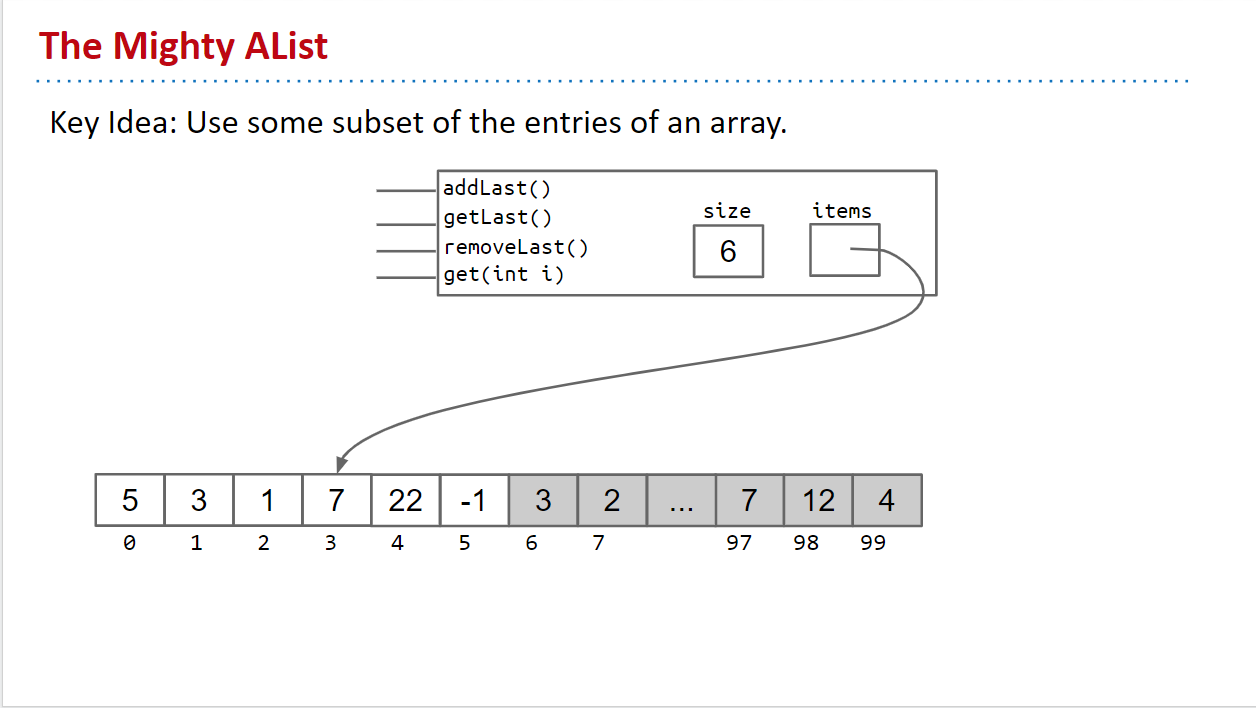 The Mighty AList
Key Idea: Use some subset of the entries of an array.
addLast()
getLast()
removeLast()
get(int i)
size items
6
5 3 1 7 22 -1 3 2 ... 7 12 4
0 1 2 3 4 5 6 7 97 98 99